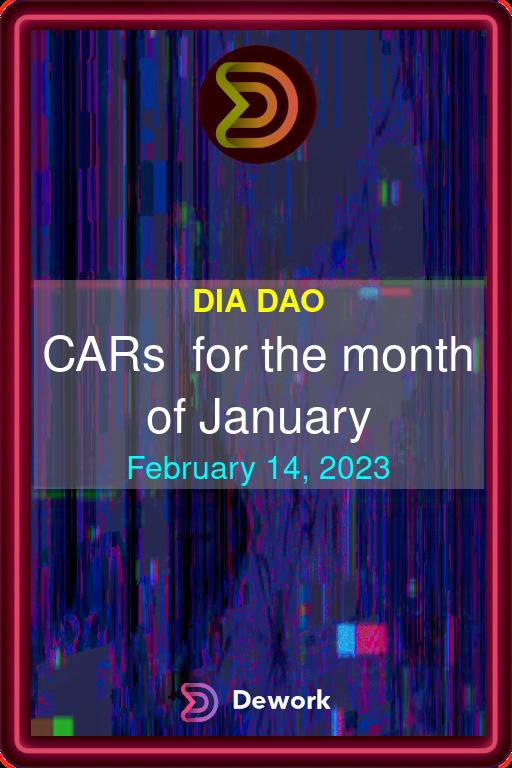 DIA DAO
CARs  for the month
of January
February 14, 2023
Dework